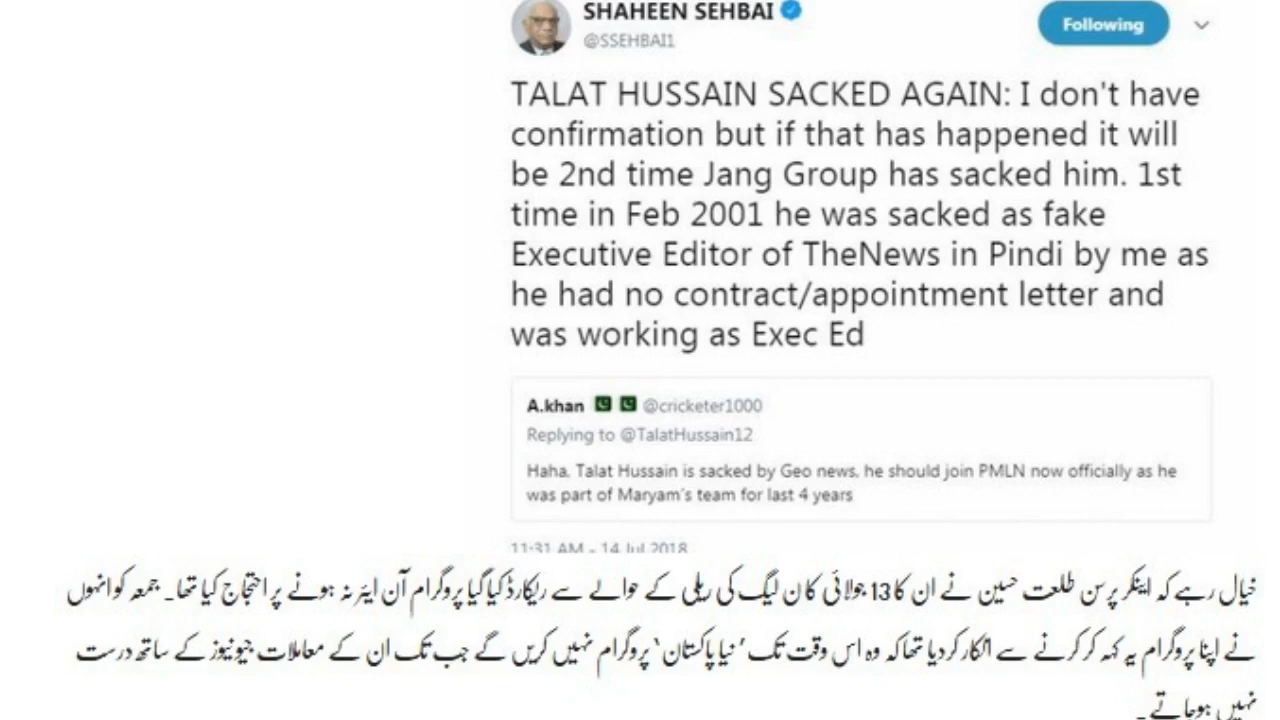 SHAHEEN SEHBAI
@SSEHBAI1
Following
TALAT HUSSAIN SACKED AGAIN: I don't have
confirmation but if that has happened it will
be 2nd time Jang Group has sacked him. 1st
time in Feb 2001 he was sacked as fake
Executive Editor of TheNews in Pindi by me as
he had no contract/appointment letter and
was working as Exec Ed
A.khan @cricketer1000
Replying to @TalatHussain12
Haha, Talat Hussain is sacked by Geo news, he should join PMLN now officially as he
was part of Maryam's team for last 4 years
11:31 AM - 14 Jul 2018
خیال رہے کہ اینکر پرسن طلعت حسین نے ان کا 13 جولائی کا ن لیگ کی ریلی کے حوالے سے ریکارڈ کیا گیا پروگرام آن ایئر نہ ہونے پر احتجاج کیا تھا۔ جمعہ کو انہوں
نے اپنا پروگرام یہ کہہ کر کرنے سے انکار کر دیا تھا کہ وہ اس وقت تک ’نیا پاکستان‘ پروگرام نہیں کریں گے جب تک ان کے معاملات جیو نیوز کے ساتھ درست
نہیں ہو جاتے۔